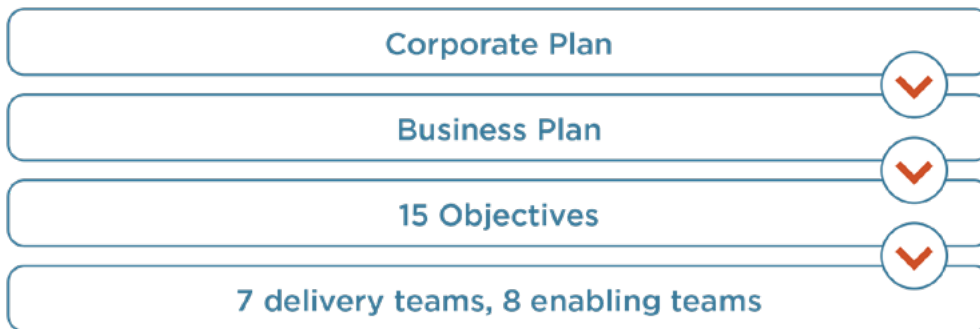 Corporate Plan
Business Plan
15 Objectives
7 delivery teams, 8 enabling teams